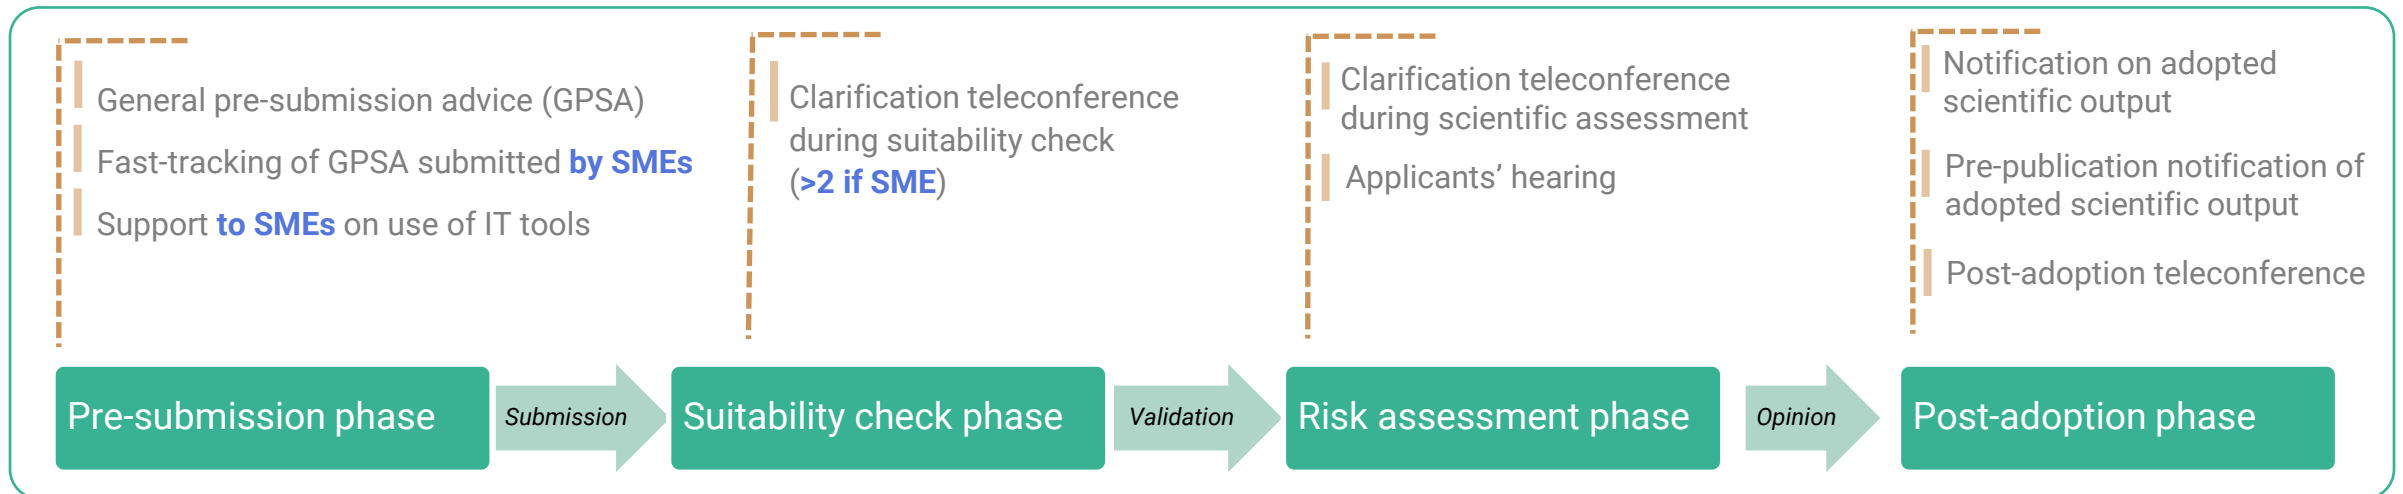 General pre-submission advice (GPSA)
Fast-tracking of GPSA submitted by SMEs
Support to SMEs on use of IT tools
Clarification teleconference
during suitability check
(>2 if SME)
Clarification teleconference
during scientific assessment
Applicants’ hearing
Notification on adopted
scientific output
Pre-publication notification of
adopted scientific output
Post-adoption teleconference
Pre-submission phase
Submission
Suitability check phase
Validation
Risk assessment phase
Opinion
Post-adoption phase